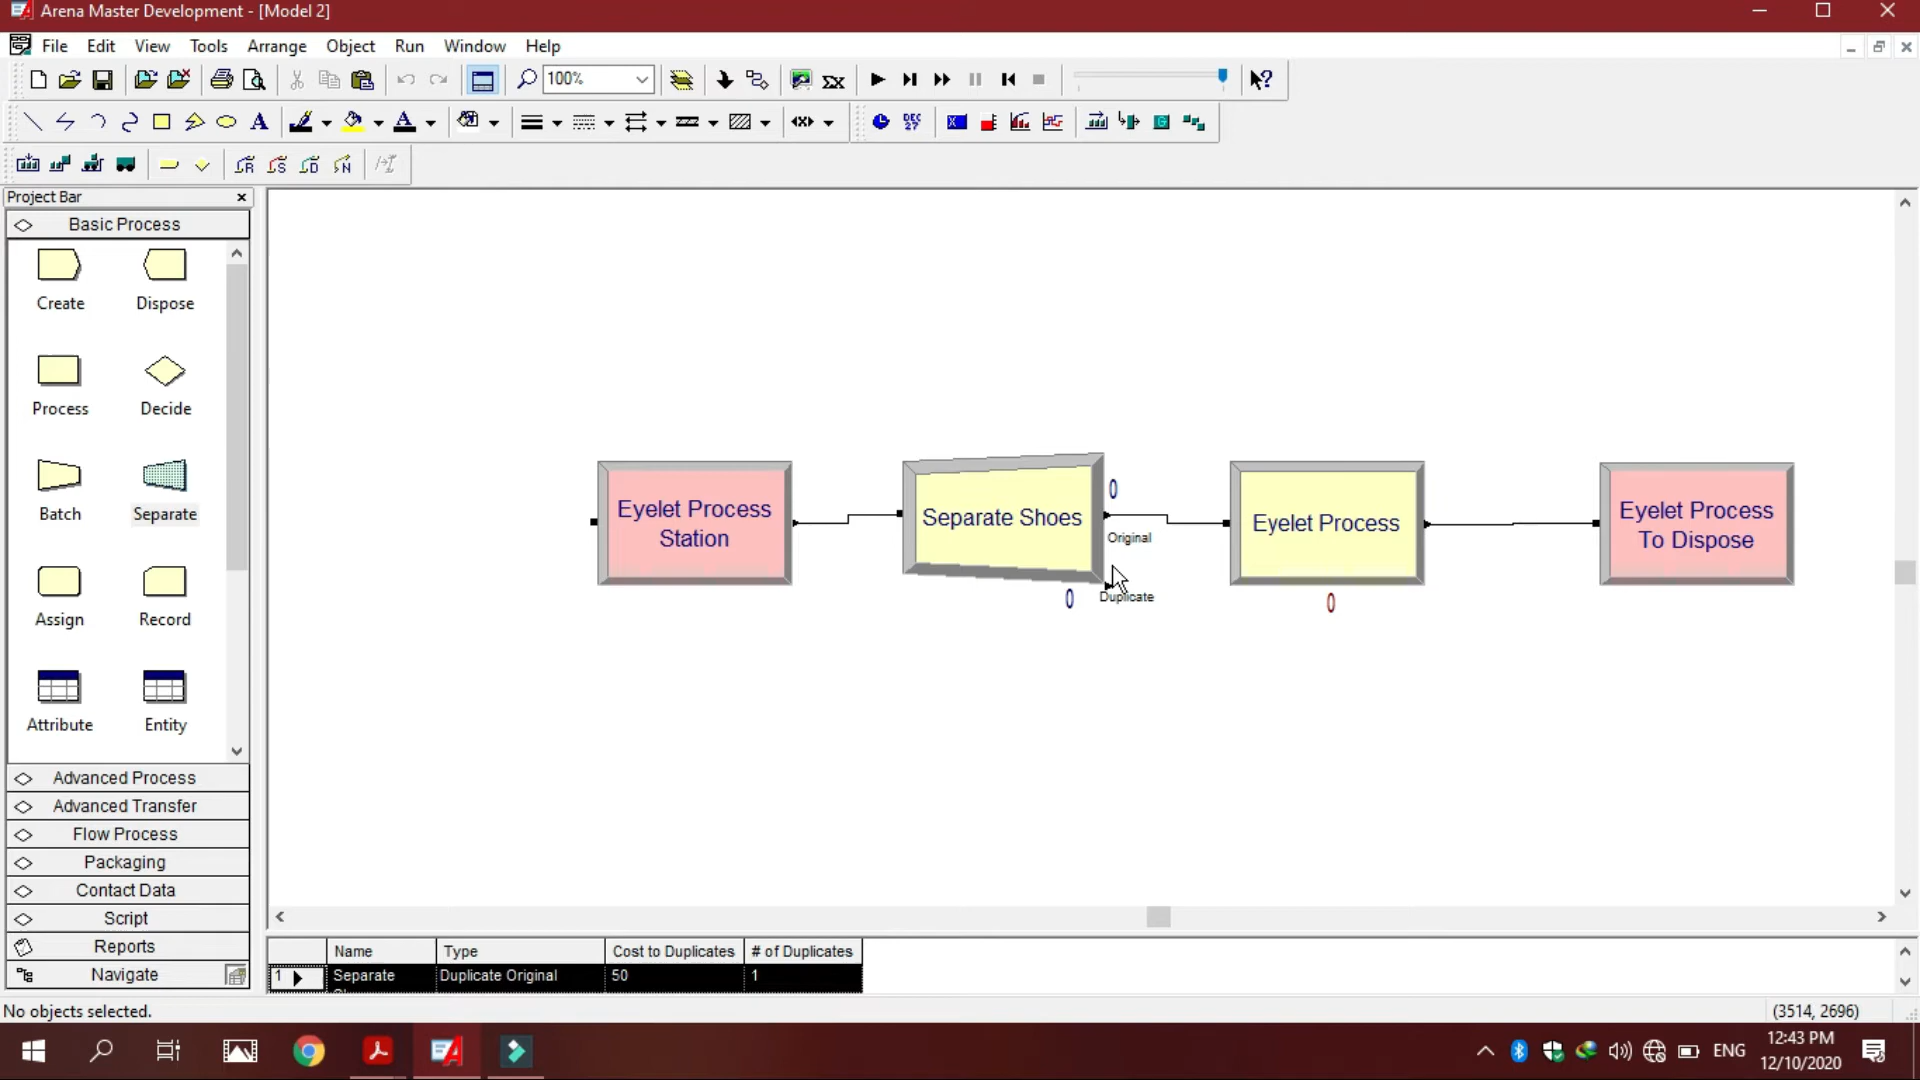 Arena Master Development - [Model 2]
File Edit View Tools Arrange Object Run Window Help
100%
Project Bar
Basic Process
Create Dispose
Process Decide
Batch Separate
Assign Record
Attribute Entity
Advanced Process
Advanced Transfer
Flow Process
Packaging
Contact Data
Script
Reports
Navigate
Eyelet Process
Station
Separate Shoes
0
Original
Duplicate
0
Eyelet Process
0
Eyelet Process
To Dispose
Name Type Cost to Duplicates # of Duplicates
1 Separate Duplicate Original 50 1
No objects selected.
(3514, 2696)
ENG
12:43 PM
12/10/2020